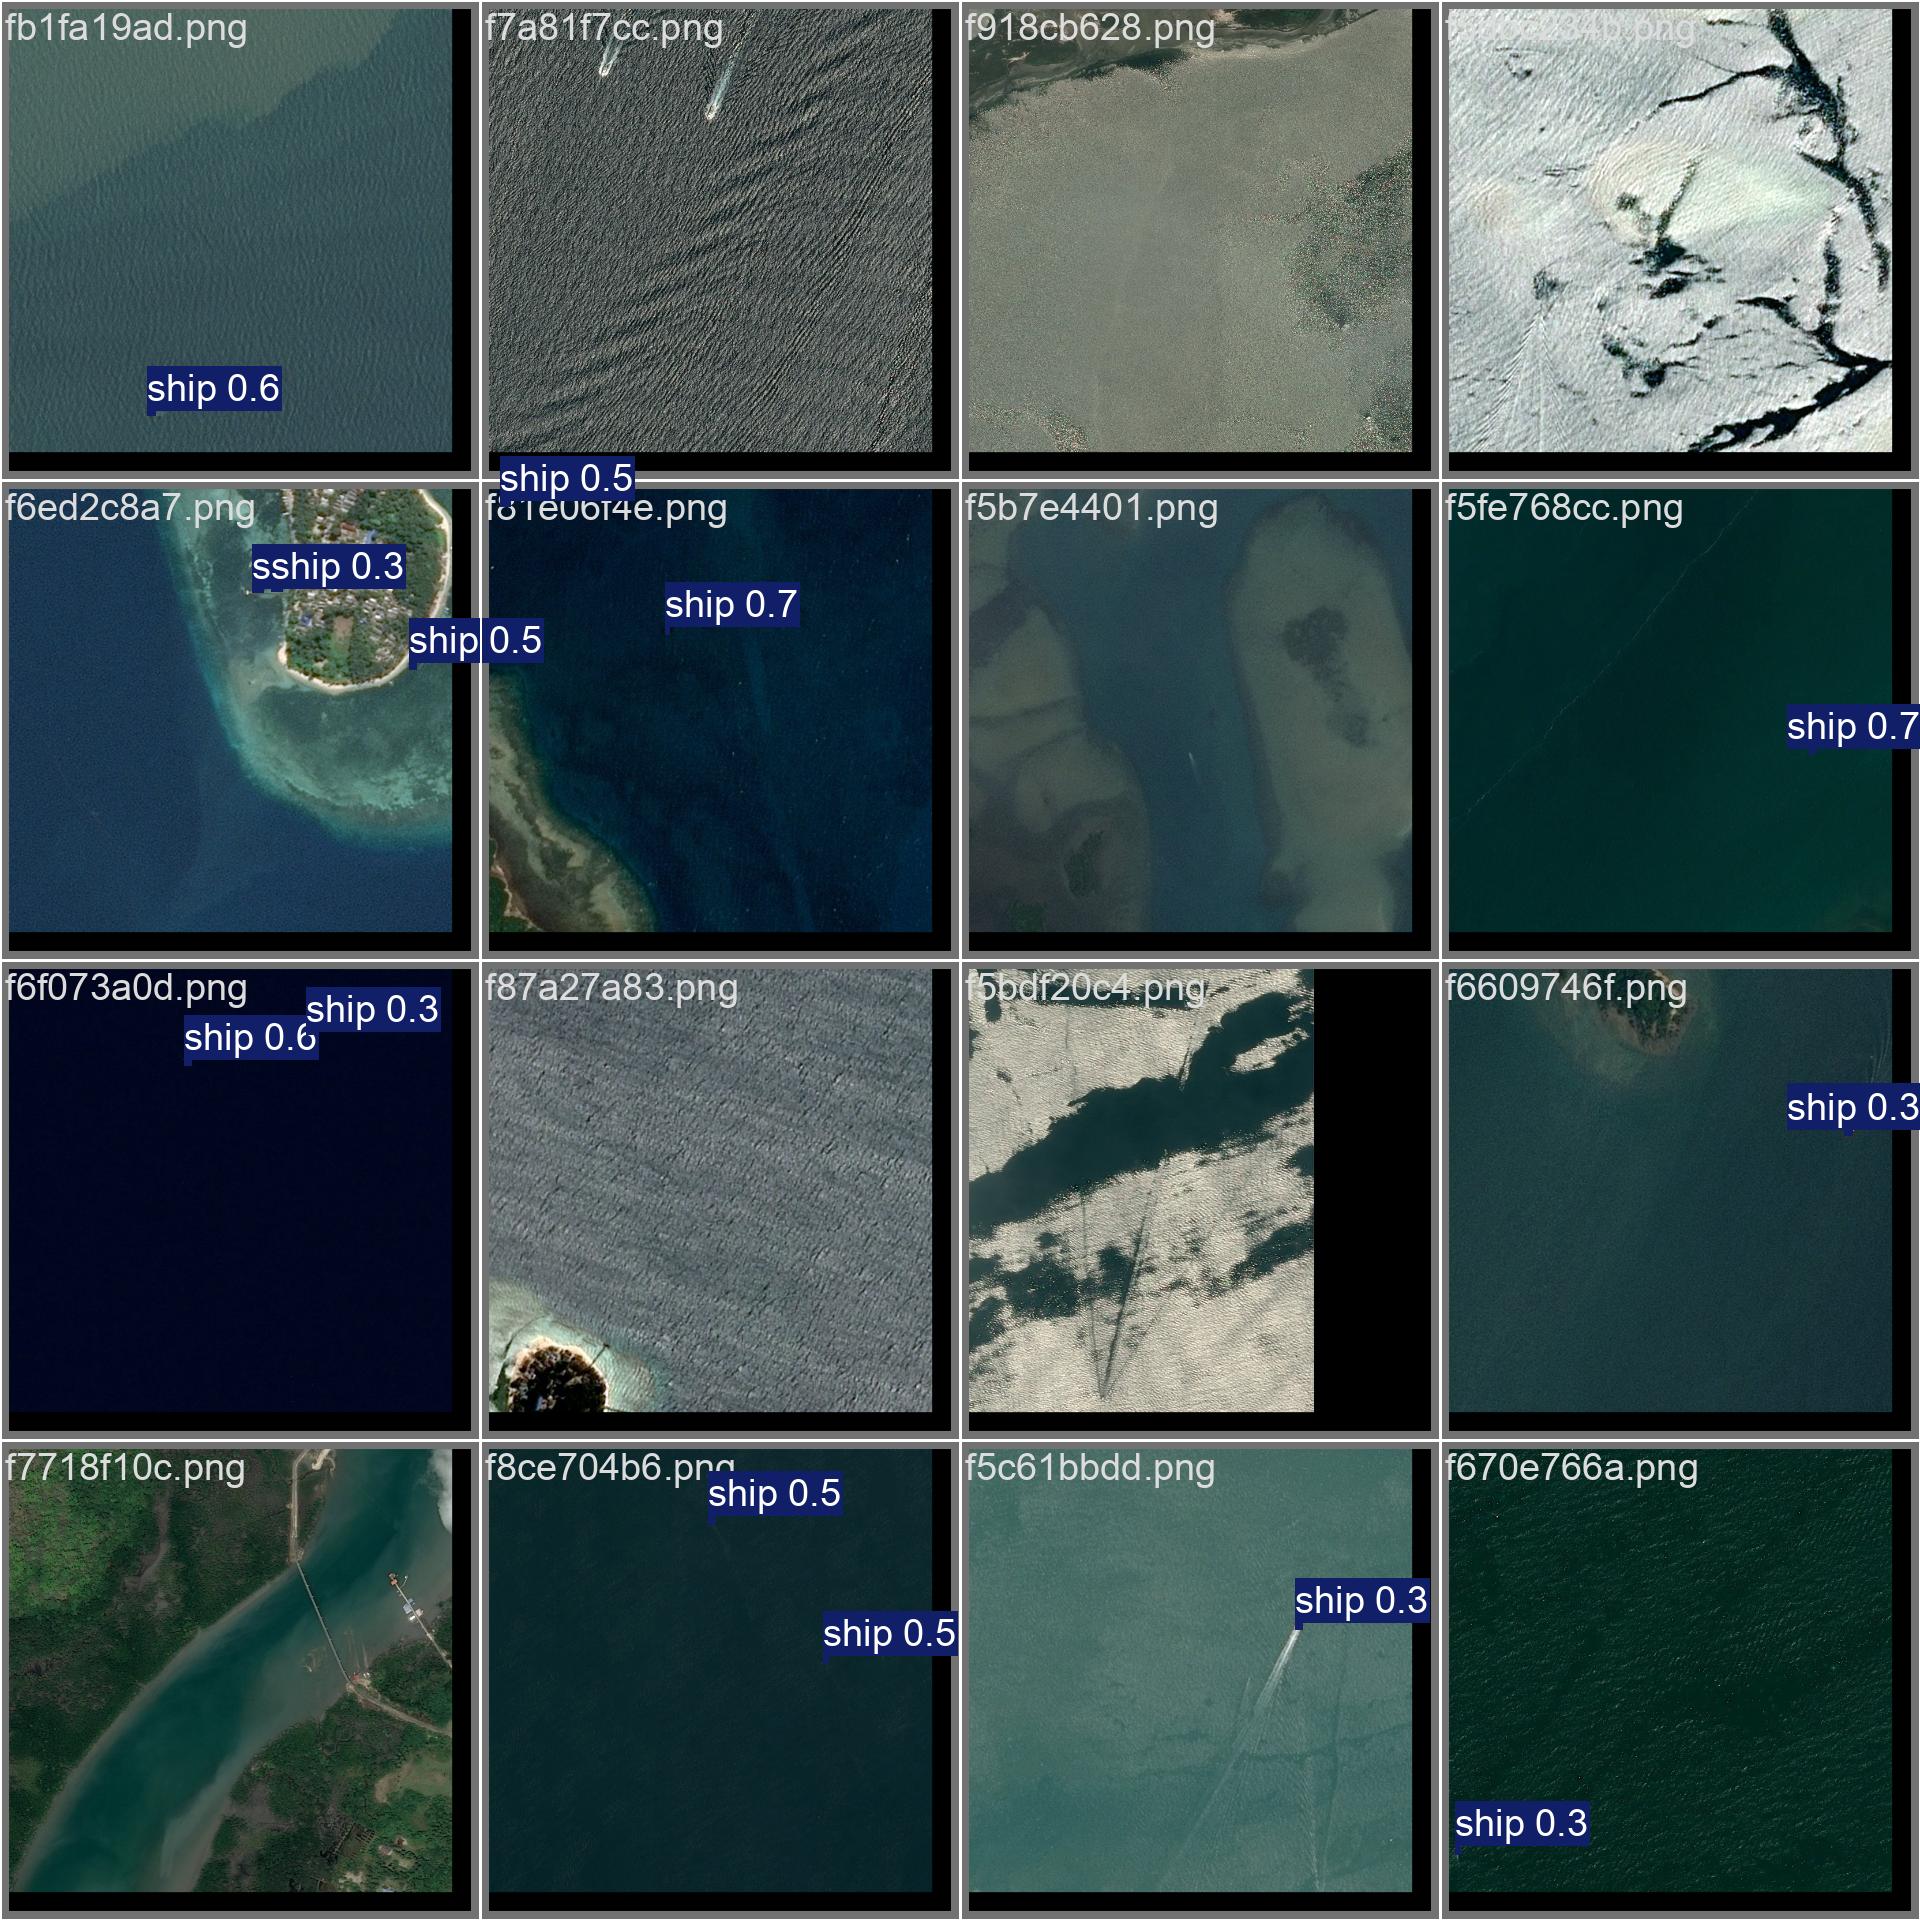 fb1fa19ad.png
f7a81f7cc.png
f918cb628.png
ship 0.6
ship 0.5
f6ed2c8a7.png
f81e06f4e.png
f5b7e4401.png
f5fe768cc.png
sship 0.3
ship 0.7
ship 0.5
ship 0.7
f6f073a0d.png
f87a27a83.png
f5bdf20c4.png
f6609746f.png
ship 0.3
ship 0.6
ship 0.3
f7718f10c.png
f8ce704b6.png
f5c61bbdd.png
f670e766a.png
ship 0.5
ship 0.3
ship 0.5
ship 0.3